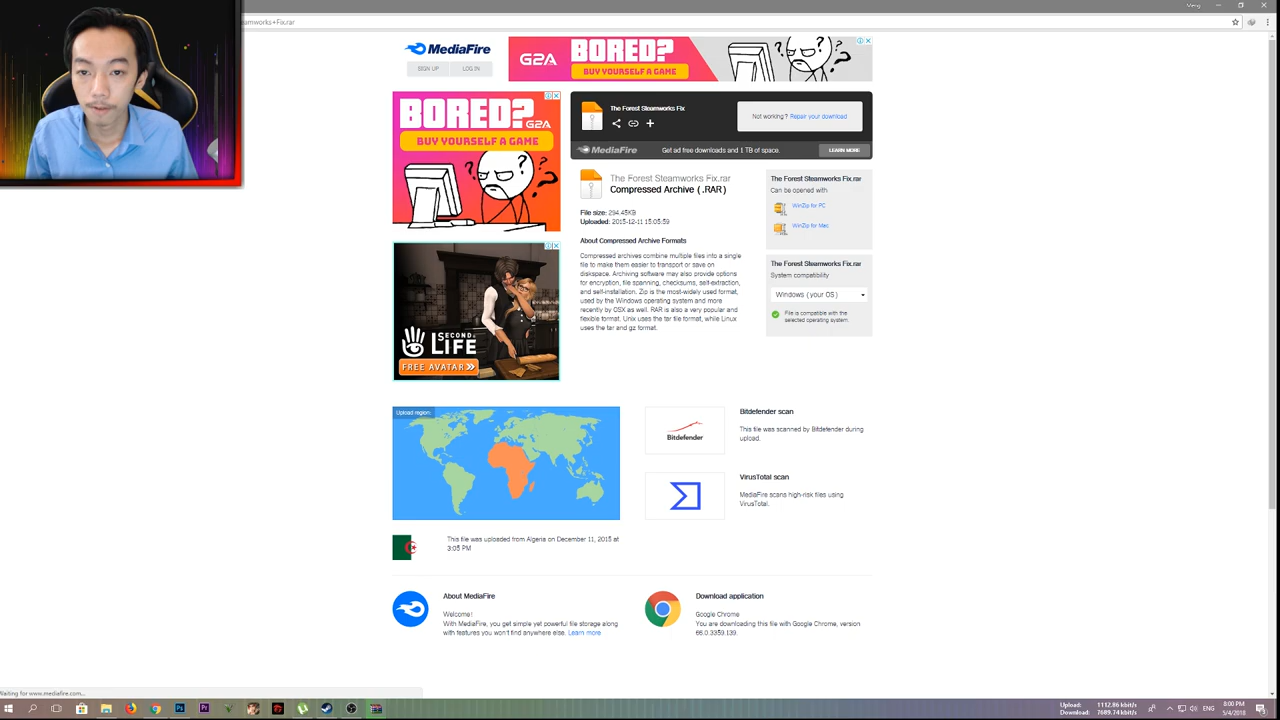 Meng
eamworks+Fix.rar
MediaFire
SIGN UP
LOG IN
G2A
BORED?
BUY YOURSELF A GAME
BORED?
G2A
BUY YOURSELF A GAME
The Forest Steamworks Fix
Not working? Repair your download
MediaFire
Get ad free downloads and 1 TB of space.
LEARN MORE
The Forest Steamworks Fix.rar
Compressed Archive (.RAR)
File size: 294.45KB
Uploaded: 2015-12-11 15:05:59
About Compressed Archive Formats
Compressed archives combine multiple files into a single
file to make them easier to transport or save on
diskspace. Archiving software may also provide options
for encryption, file spanning, checksums, self-extraction,
and self-installation. Zip is the most-widely used format,
used by the Windows operating system and more
recently by OSX as well. RAR is also a very popular and
flexible format. Unix uses the tar file format, while Linux
uses the tar and gz format.
The Forest Steamworks Fix.rar
Can be opened with
WinZip for PC
WinZip for Mac
The Forest Steamworks Fix.rar
System compatibility
Windows (your OS)
File is compatible with the
selected operating system.
SECOND
LIFE
FREE AVATAR >>
Upload region:
Bitdefender
Bitdefender scan
This file was scanned by Bitdefender during
upload.
VirusTotal scan
MediaFire scans high-risk files using
VirusTotal.
This file was uploaded from Algeria on December 11, 2015 at
3:05 PM
About MediaFire
Welcome!
With MediaFire, you get simple yet powerful file storage along
with features you won't find anywhere else. Learn more
Download application
Google Chrome
You are downloading this file with Google Chrome, version
66.0.3359.139.
Waiting for www.mediafire.com...
Upload: 1112.86 kbit/s
Download: 7689.74 kbit/s
ENG
8:00 PM
5/4/2018